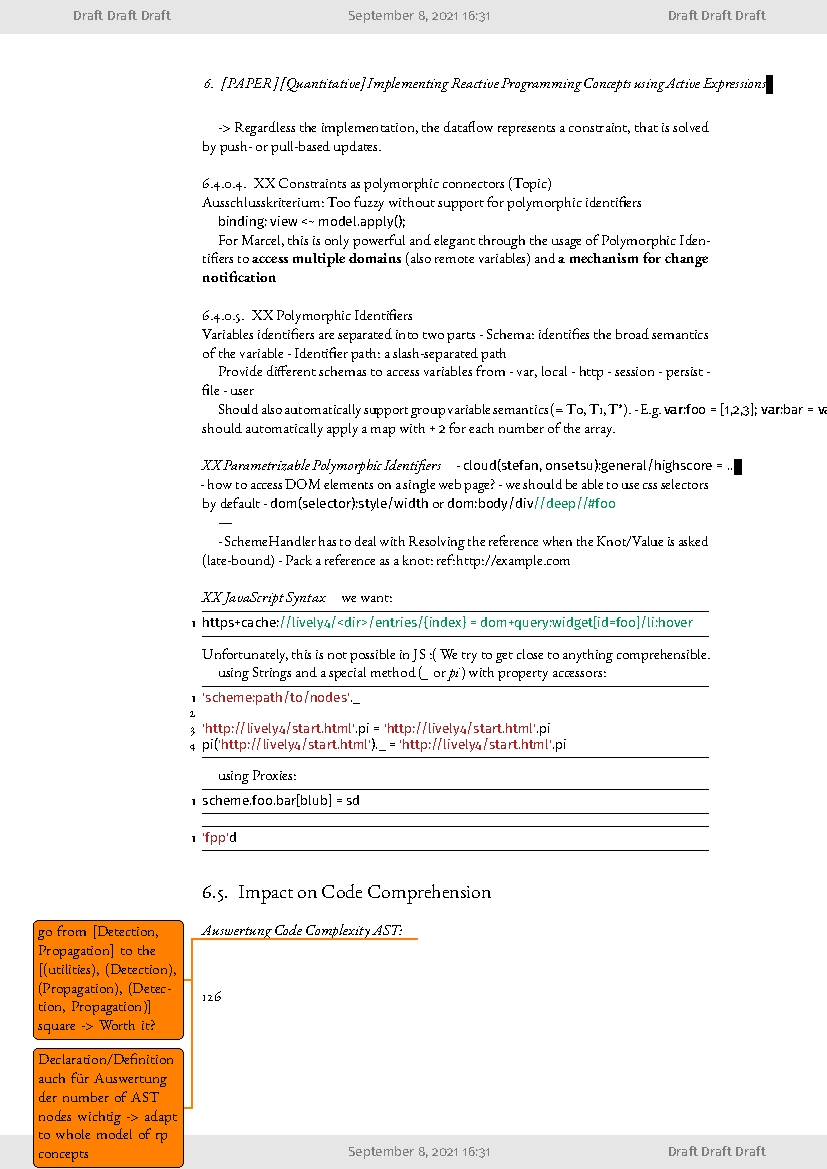 Draft Draft Draft September 8, 2021 16:31 Draft Draft Draft
6. [PAPER][Quantitative] Implementing Reactive Programming Concepts using Active Expressions
-> Regardless the implementation, the dataflow represents a constraint, that is solved
by push- or pull-based updates.
6.4.0.4. XX Constraints as polymorphic connectors (Topic)
Ausschlusskriterium: Too fuzzy without support for polymorphic identifiers
binding: view <~ model.apply();
For Marcel, this is only powerful and elegant through the usage of Polymorphic Iden-
tifiers to access multiple domains (also remote variables) and a mechanism for change
notification
6.4.0.5. XX Polymorphic Identifiers
Variables identifiers are separated into two parts - Schema: identifies the broad semantics
of the variable - Identifier path: a slash-separated path
Provide different schemas to access variables from - var, local - http - session - persist -
file - user
Should also automatically support group variable semantics (= T0, T1, T*). - E.g. var:foo = [1,2,3]; var:bar = va
should automatically apply a map with + 2 for each number of the array.
XX Parametrizable Polymorphic Identifiers - cloud(stefan, onsetsu):general/highscore = ...
- how to access DOM elements on a single web page? - we should be able to use css selectors
by default - dom(selector):style/width or dom:body/div//deep//#foo
—
- SchemeHandler has to deal with Resolving the reference when the Knot/Value is asked
(late-bound) - Pack a reference as a knot: ref:http://example.com
XX JavaScript Syntax we want:
1 https+cache://lively4/<dir>/entries/{index} = dom+query:widget[id=foo]/li:hover
Unfortunately, this is not possible in JS :( We try to get close to anything comprehensible.
using Strings and a special method (_ or pi) with property accessors:
1 'scheme:path/to/nodes'._
2
3 'http://lively4/start.html'.pi = 'http://lively4/start.html'.pi
4 pi('http://lively4/start.html')._ = 'http://lively4/start.html'.pi
using Proxies:
1 scheme.foo.bar[blub] = sd
1 'fpp'd
6.5. Impact on Code Comprehension
Auswertung Code Complexity AST:
go from [Detection,
Propagation] to the
[(utilities), (Detection),
(Propagation), (Detec-
tion, Propagation)]
square -> Worth it?
126
Declaration/Definition
auch für Auswertung
der number of AST
nodes wichtig -> adapt
to whole model of rp
concepts
September 8, 2021 16:31 Draft Draft Draft